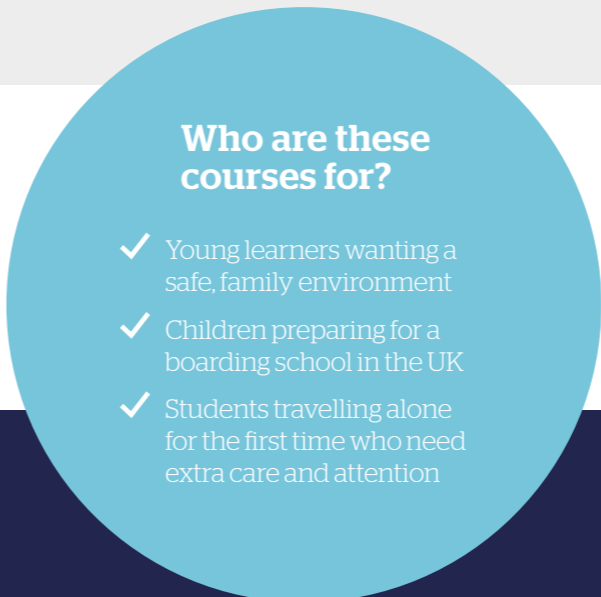 Who are these
courses for?
Young learners wanting a
safe, family environment
Children preparing for a
boarding school in the UK
Students travelling alone
for the first time who need
extra care and attention